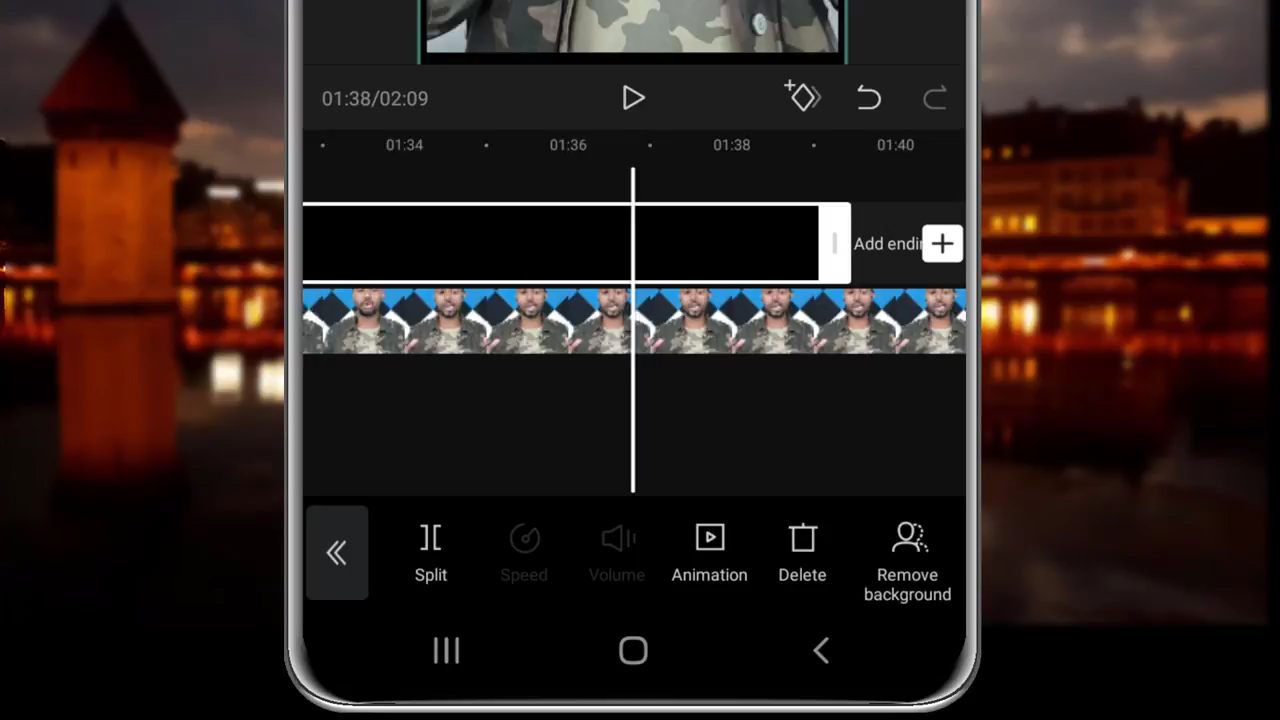 01:38/02:09
01:34
01:36
01:38
01:40
Add endin
Split
Speed
Volume
Animation
Delete
Remove
background